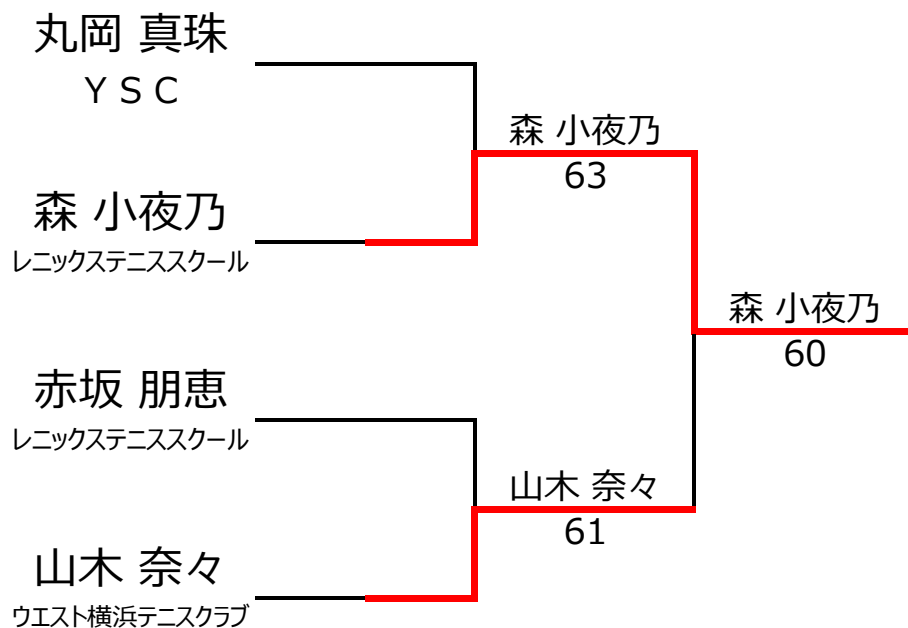 丸岡 真珠
ＹＳＣ
森 小夜乃
63
森 小夜乃
レニックステニススクール
森 小夜乃
60
赤坂 朋恵
レニックステニススクール
山木 奈々
61
山木 奈々
ウエスト横浜テニスクラブ